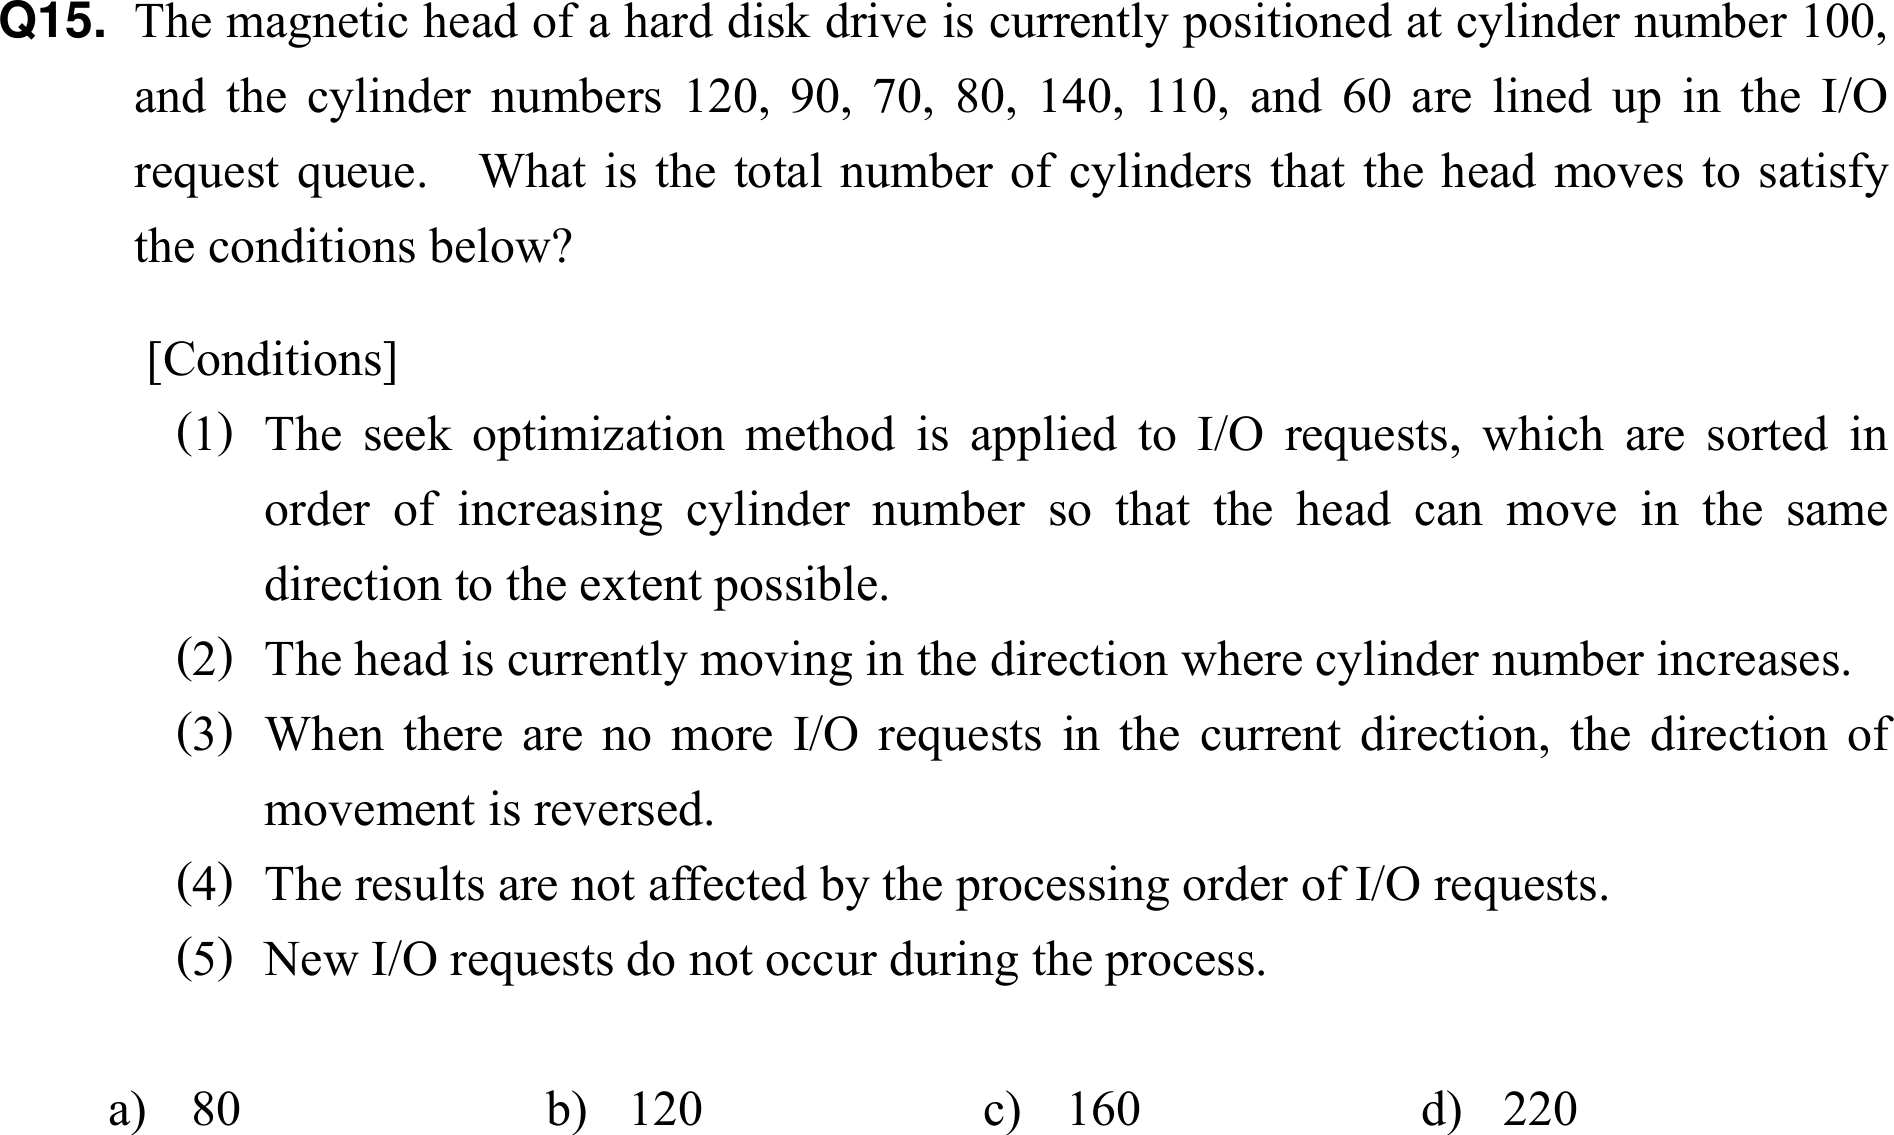 Q15. The magnetic head of a hard disk drive is currently positioned at cylinder number 100,
and the cylinder numbers 120, 90, 70, 80, 140, 110, and 60 are lined up in the I/O
request queue. What is the total number of cylinders that the head moves to satisfy
the conditions below?
[Conditions]
(1) The seek optimization method is applied to I/O requests, which are sorted in
order of increasing cylinder number so that the head can move in the same
direction to the extent possible.
(2) The head is currently moving in the direction where cylinder number increases.
(3) When there are no more I/O requests in the current direction, the direction of
movement is reversed.
(4) The results are not affected by the processing order of I/O requests.
(5) New I/O requests do not occur during the process.
a) 80 b) 120 c) 160 d) 220